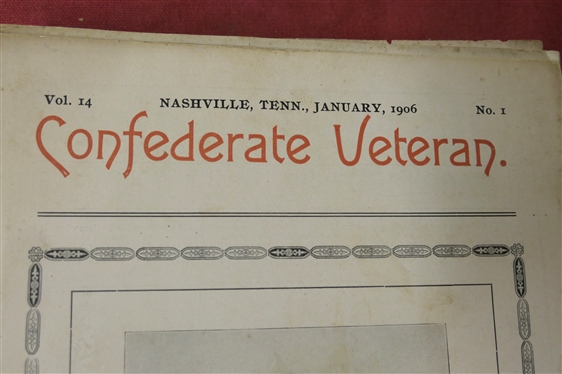 Vol. 14 NASHVILLE, TENN., JANUARY, 1906 No. 1
Confederate Veteran.